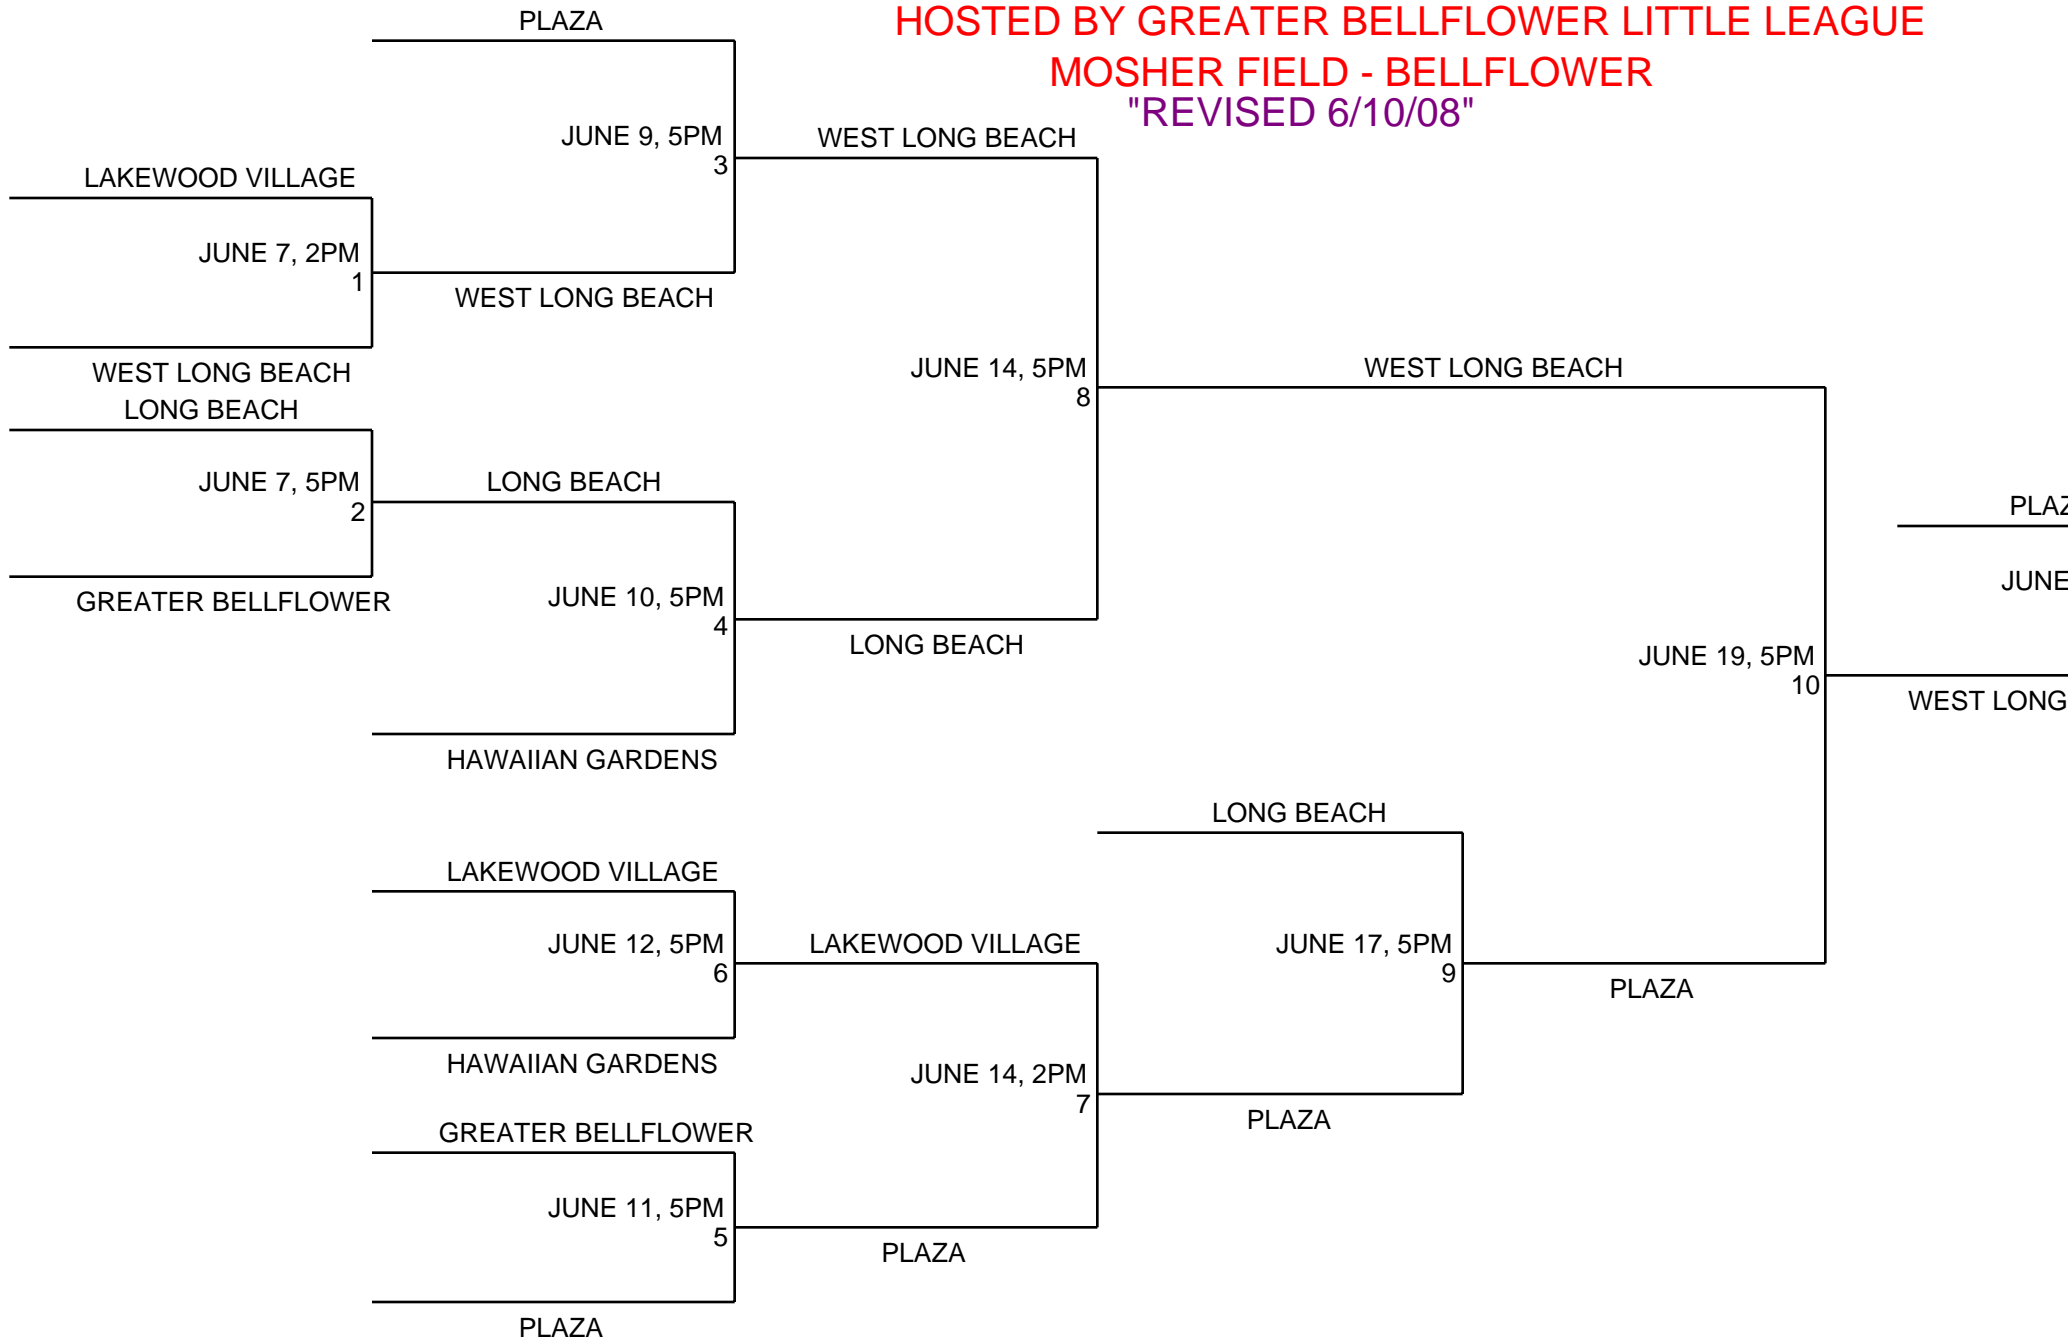 PLAZA
HOSTED BY GREATER BELLFLOWER LITTLE LEAGUE
MOSHER FIELD - BELLFLOWER
"REVISED 6/10/08"
JUNE 9, 5PM
3
WEST LONG BEACH
LAKEWOOD VILLAGE
JUNE 7, 2PM
1
WEST LONG BEACH
WEST LONG BEACH
LONG BEACH
JUNE 14, 5PM
8
WEST LONG BEACH
JUNE 7, 5PM
2
LONG BEACH
GREATER BELLFLOWER
JUNE 10, 5PM
4
LONG BEACH
HAWAIIAN GARDENS
PLAZ
JUNE
JUNE 19, 5PM
10
WEST LONG
LONG BEACH
LAKEWOOD VILLAGE
JUNE 12, 5PM
6
LAKEWOOD VILLAGE
JUNE 17, 5PM
9
PLAZA
HAWAIIAN GARDENS
JUNE 14, 2PM
7
PLAZA
GREATER BELLFLOWER
JUNE 11, 5PM
5
PLAZA
PLAZA